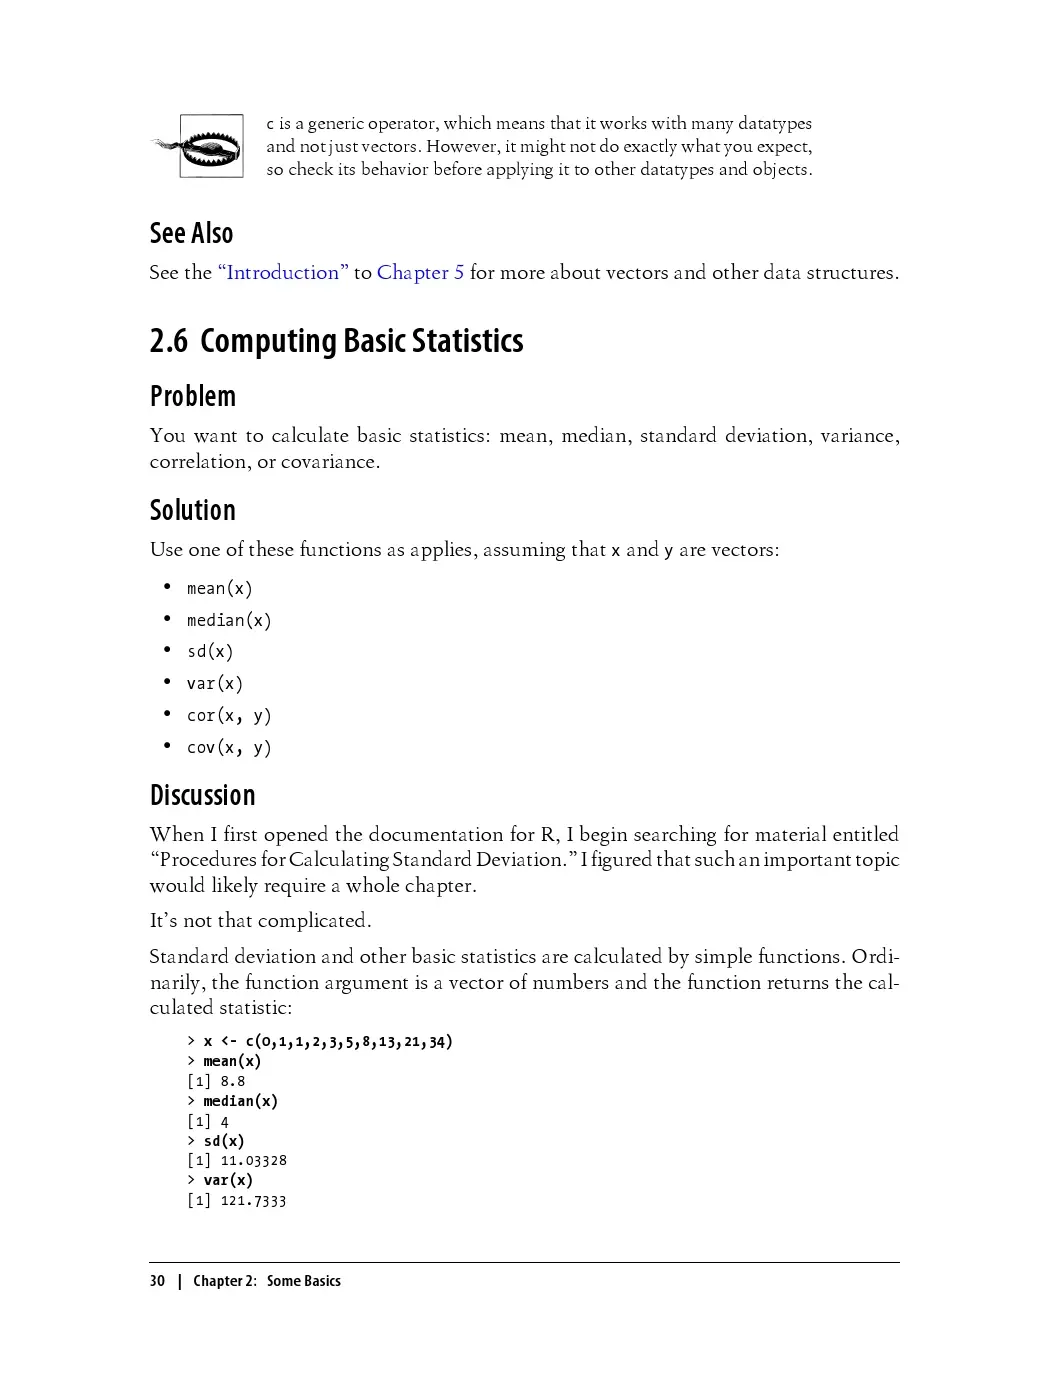 c is a generic operator, which means that it works with many datatypes
and not just vectors. However, it might not do exactly what you expect,
so check its behavior before applying it to other datatypes and objects.
See Also
See the “Introduction” to Chapter 5 for more about vectors and other data structures.
2.6 Computing Basic Statistics
Problem
You want to calculate basic statistics: mean, median, standard deviation, variance,
correlation, or covariance.
Solution
Use one of these functions as applies, assuming that x and y are vectors:
• mean(x)
• median(x)
• sd(x)
• var(x)
• cor(x, y)
• cov(x, y)
Discussion
When I first opened the documentation for R, I begin searching for material entitled
“Procedures for Calculating Standard Deviation.” I figured that such an important topic
would likely require a whole chapter.
It’s not that complicated.
Standard deviation and other basic statistics are calculated by simple functions. Ordi-
narily, the function argument is a vector of numbers and the function returns the cal-
culated statistic:
> x <- c(0,1,1,2,3,5,8,13,21,34)
> mean(x)
[1] 8.8
> median(x)
[1] 4
> sd(x)
[1] 11.03328
> var(x)
[1] 121.7333
30 | Chapter 2: Some Basics